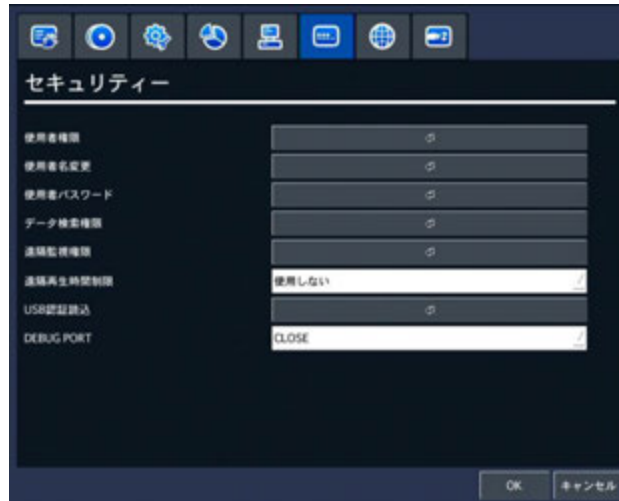 セキュリティー
使用者権限
使用者名変更
使用者パスワード
データ検索権限
遠隔監視権限
遠隔再生時間制限 使用しない
USB認証読込
DEBUG PORT CLOSE
OK キャンセル